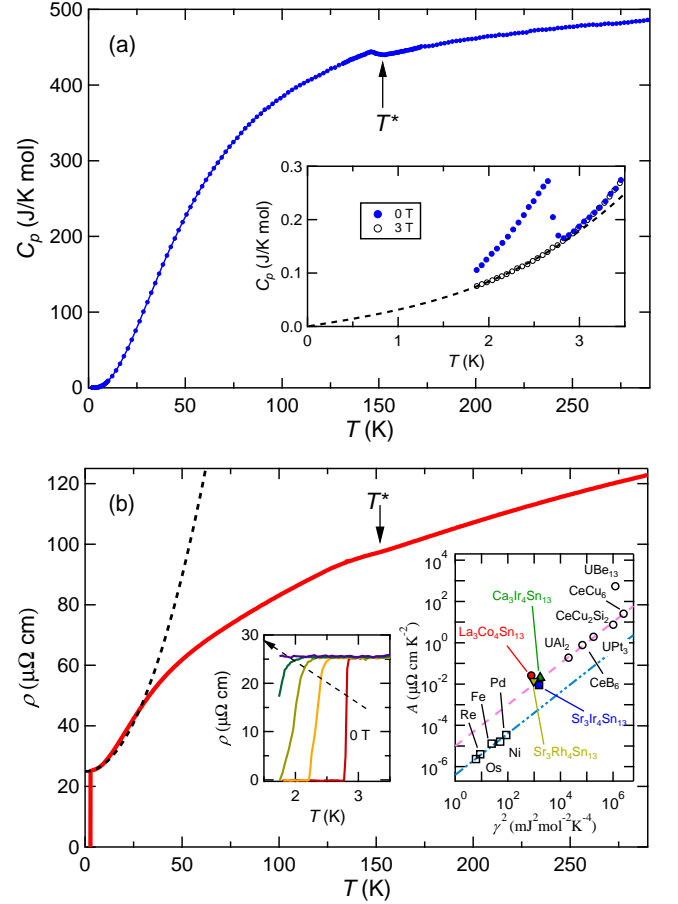 (a)
500
400
300
200
100
0
C_p (J/K mol)
T*
0.3
0.2
0.1
0.0
C_p (J/K mol)
0 T
3 T
0 1 2 3
T (K)
0 50 100 150 200 250
T (K)
(b)
120
100
80
60
40
20
0
ρ (μΩ cm)
T*
30
20
10
0
ρ (μΩ cm)
0 T
2 3
T (K)
10^4
10^2
10^0
10^-2
10^-4
10^-6
A (μΩ cm K^-2)
UBe13
CeCu6
Ca3Ir4Sn13
CeCu2Si2
La3Co4Sn13
UAl2
UPt3
Pd
CeB6
Fe
Sr3Ir4Sn13
Re
Ni
Sr3Rh4Sn13
Os
10^0 10^2 10^4 10^6
γ^2 (mJ^2mol^-2K^-4)
0 50 100 150 200 250
T (K)